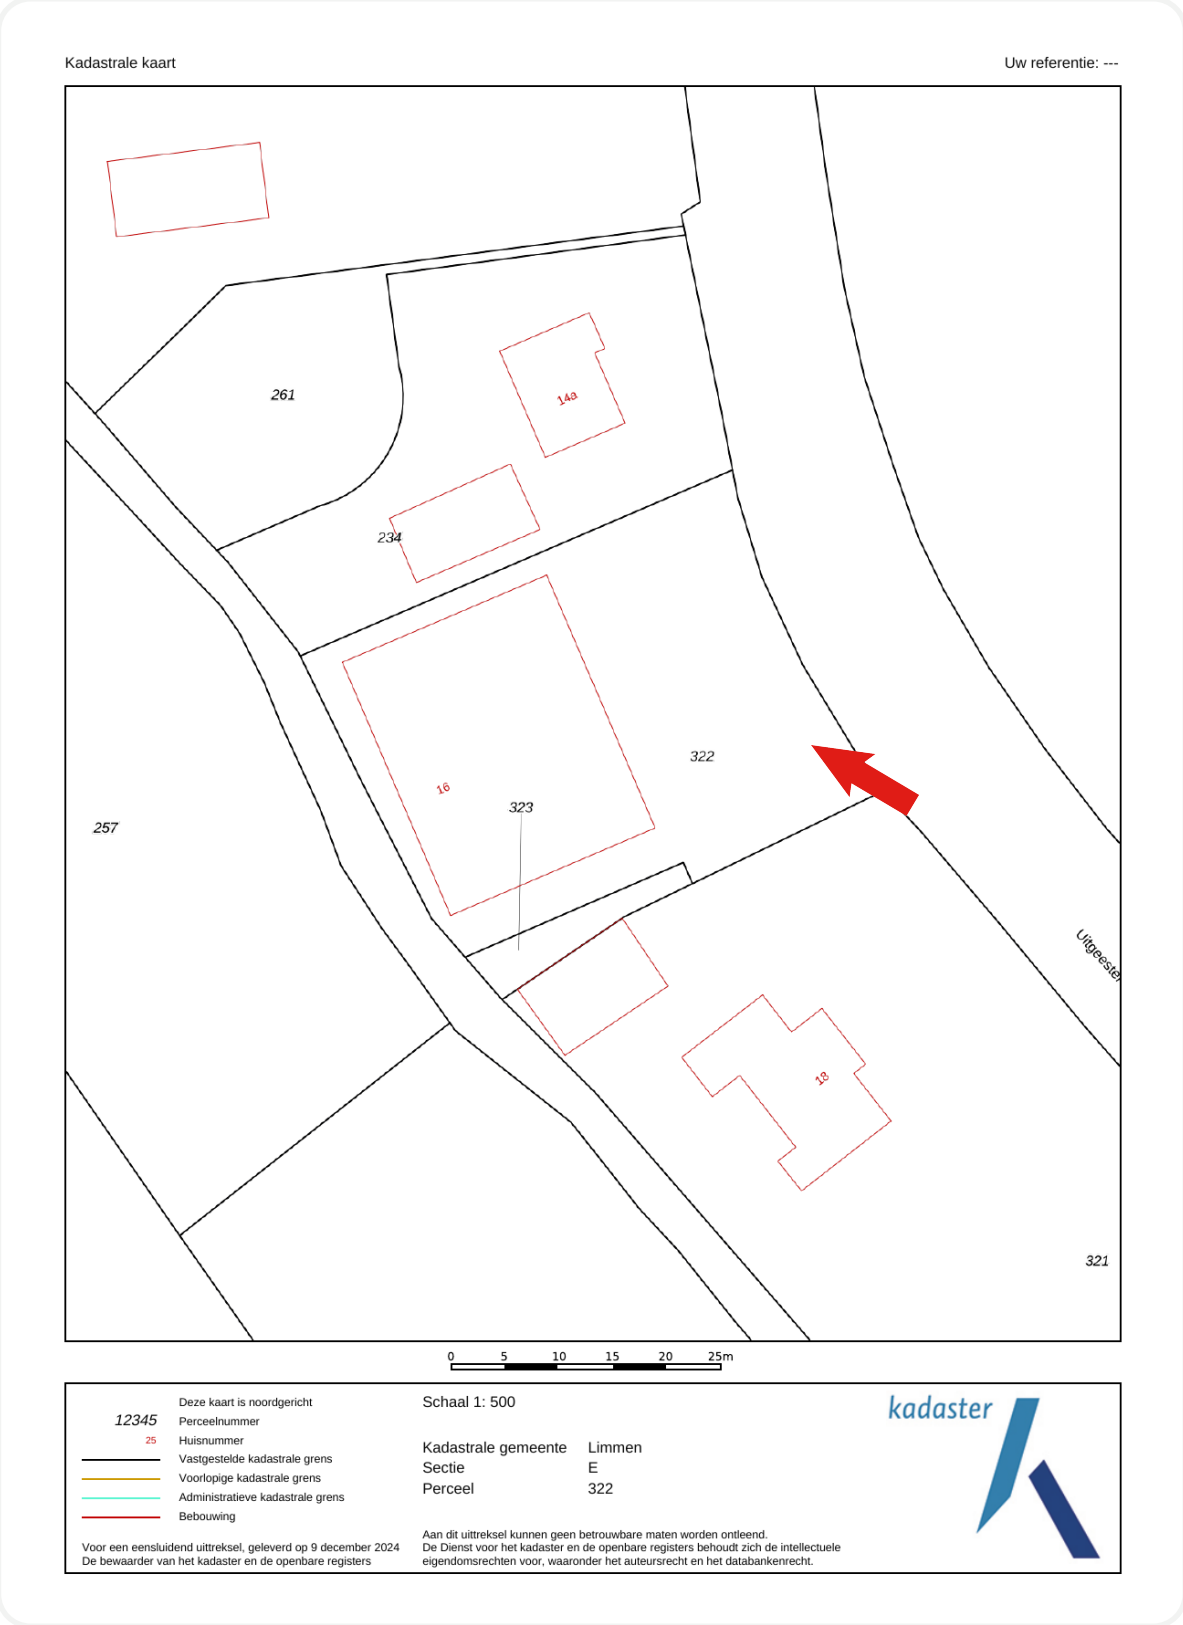 Kadastrale kaart
Uw referentie: ---
261
14a
234
322
16
323
257
Uitgeester
18
321
0 5 10 15 20 25m
Deze kaart is noordgericht
12345 Perceelnummer
25 Huisnummer
Vastgestelde kadastrale grens
Voorlopige kadastrale grens
Administratieve kadastrale grens
Bebouwing
Voor een eensluidend uittreksel, geleverd op 9 december 2024
De bewaarder van het kadaster en de openbare registers
Schaal 1: 500
Kadastrale gemeente Limmen
Sectie E
Perceel 322
Aan dit uittreksel kunnen geen betrouwbare maten worden ontleend.
De Dienst voor het kadaster en de openbare registers behoudt zich de intellectuele
eigendomsrechten voor, waaronder het auteursrecht en het databankenrecht.
kadaster